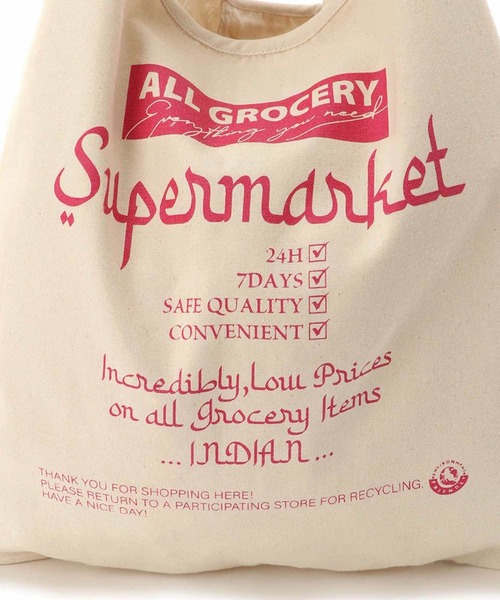 ALL GROCERY
Everything you need
Supermarket
24H ☑
7DAYS ☑
SAFE QUALITY ☑
CONVENIENT ☑
Incredibly, Low Prices
on all Grocery Items
... INDIAN ...
THANK YOU FOR SHOPPING HERE!
PLEASE RETURN TO A PARTICIPATING STORE FOR RECYCLING.
HAVE A NICE DAY!